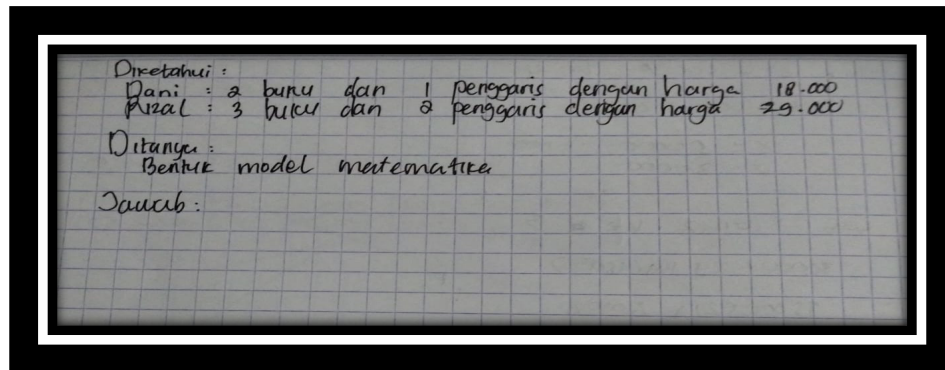 Diketahui :
Dani : 2 buku dan 1 penggaris dengan harga 18.000
Rizal : 3 buku dan 2 penggaris dengan harga 29.000
Ditanya :
Bentuk model matematika
Jawab :